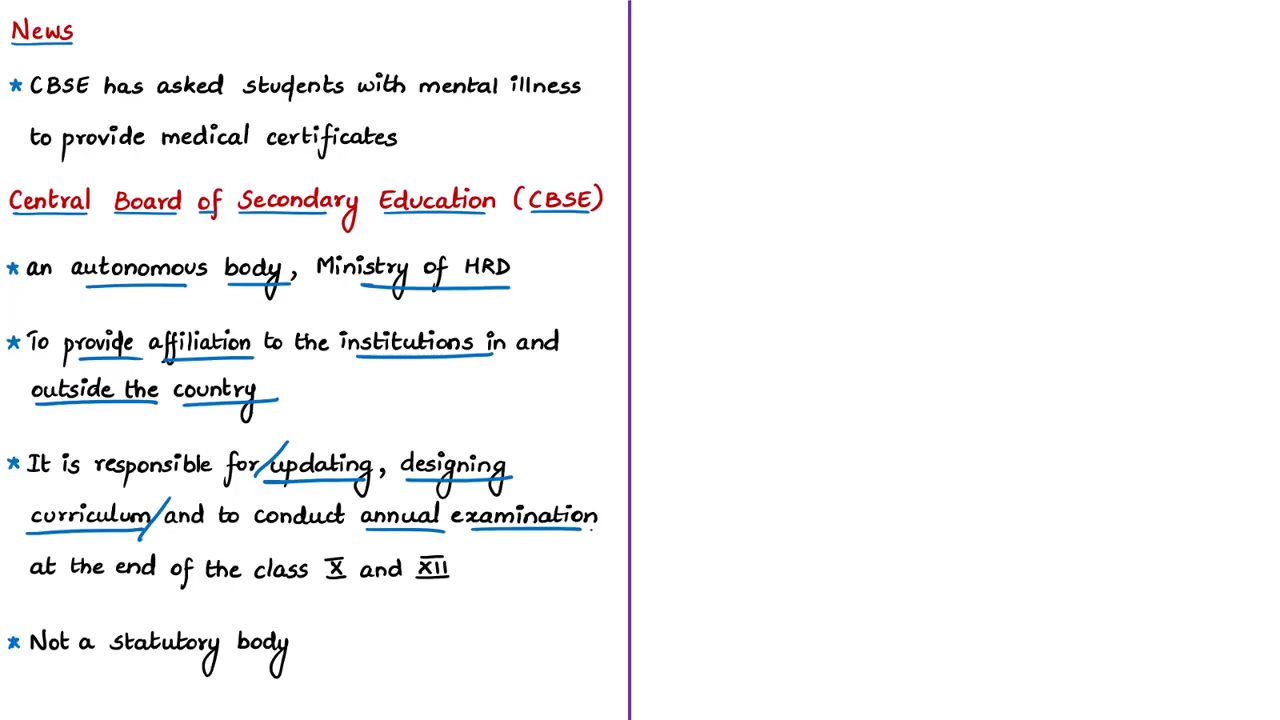 News
* CBSE has asked students with mental illness
to provide medical certificates
Central Board of Secondary Education (CBSE)
* an autonomous body, Ministry of HRD
* To provide affiliation to the institutions in and
outside the country
* It is responsible for updating, designing
curriculum and to conduct annual examination
at the end of the class X and XII
* Not a statutory body